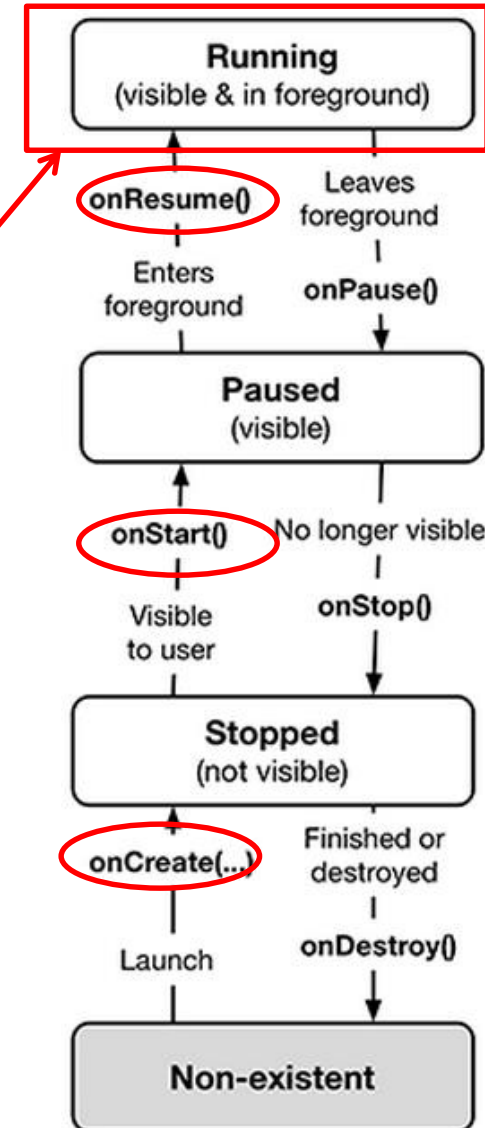 Running
(visible & in foreground)
onResume()
Leaves
foreground
Enters
foreground
onPause()
Paused
(visible)
onStart()
No longer visible
Visible
to user
onStop()
Stopped
(not visible)
onCreate(...)
Finished or
destroyed
Launch
onDestroy()
Non-existent